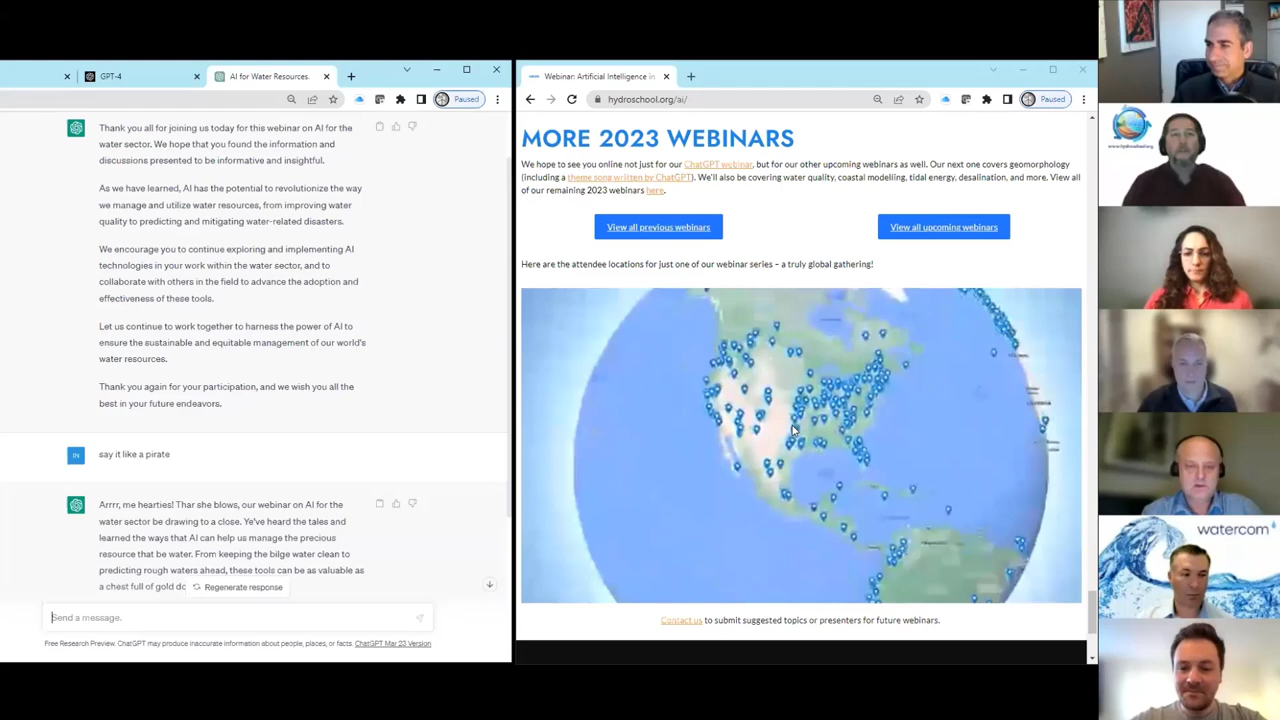 GPT-4
AI for Water Resources.
Paused
Thank you all for joining us today for this webinar on AI for the
water sector. We hope that you found the information and
discussions presented to be informative and insightful.
As we have learned, AI has the potential to revolutionize the way
we manage and utilize water resources, from improving water
quality to predicting and mitigating water-related disasters.
We encourage you to continue exploring and implementing AI
technologies in your work within the water sector, and to
collaborate with others in the field to advance the adoption and
effectiveness of these tools.
Let us continue to work together to harness the power of AI to
ensure the sustainable and equitable management of our world's
water resources.
Thank you again for your participation, and we wish you all the
best in your future endeavors.
IN
say it like a pirate
Arrrr, me hearties! Thar she blows, our webinar on AI for the
water sector be drawing to a close. Ye've heard the tales and
learned the ways that AI can help us manage the precious
resource that be water. From keeping the bilge water clean to
predicting rough waters ahead, these tools can be as valuable as
a chest full of gold do
Regenerate response
Send a message.
Free Research Preview. ChatGPT may produce inaccurate information about people, places, or facts. ChatGPT Mar 23 Version
Webinar: Artificial Intelligence in
hydroschool.org/ai/
Paused
MORE 2023 WEBINARS
We hope to see you online not just for our ChatGPT webinar, but for our other upcoming webinars as well. Our next one covers geomorphology
(including a theme song written by ChatGPT). We'll also be covering water quality, coastal modelling, tidal energy, desalination, and more. View all
of our remaining 2023 webinars here.
View all previous webinars
View all upcoming webinars
Here are the attendee locations for just one of our webinar series – a truly global gathering!
Contact us to submit suggested topics or presenters for future webinars.
www.hydroschool.org
watercom